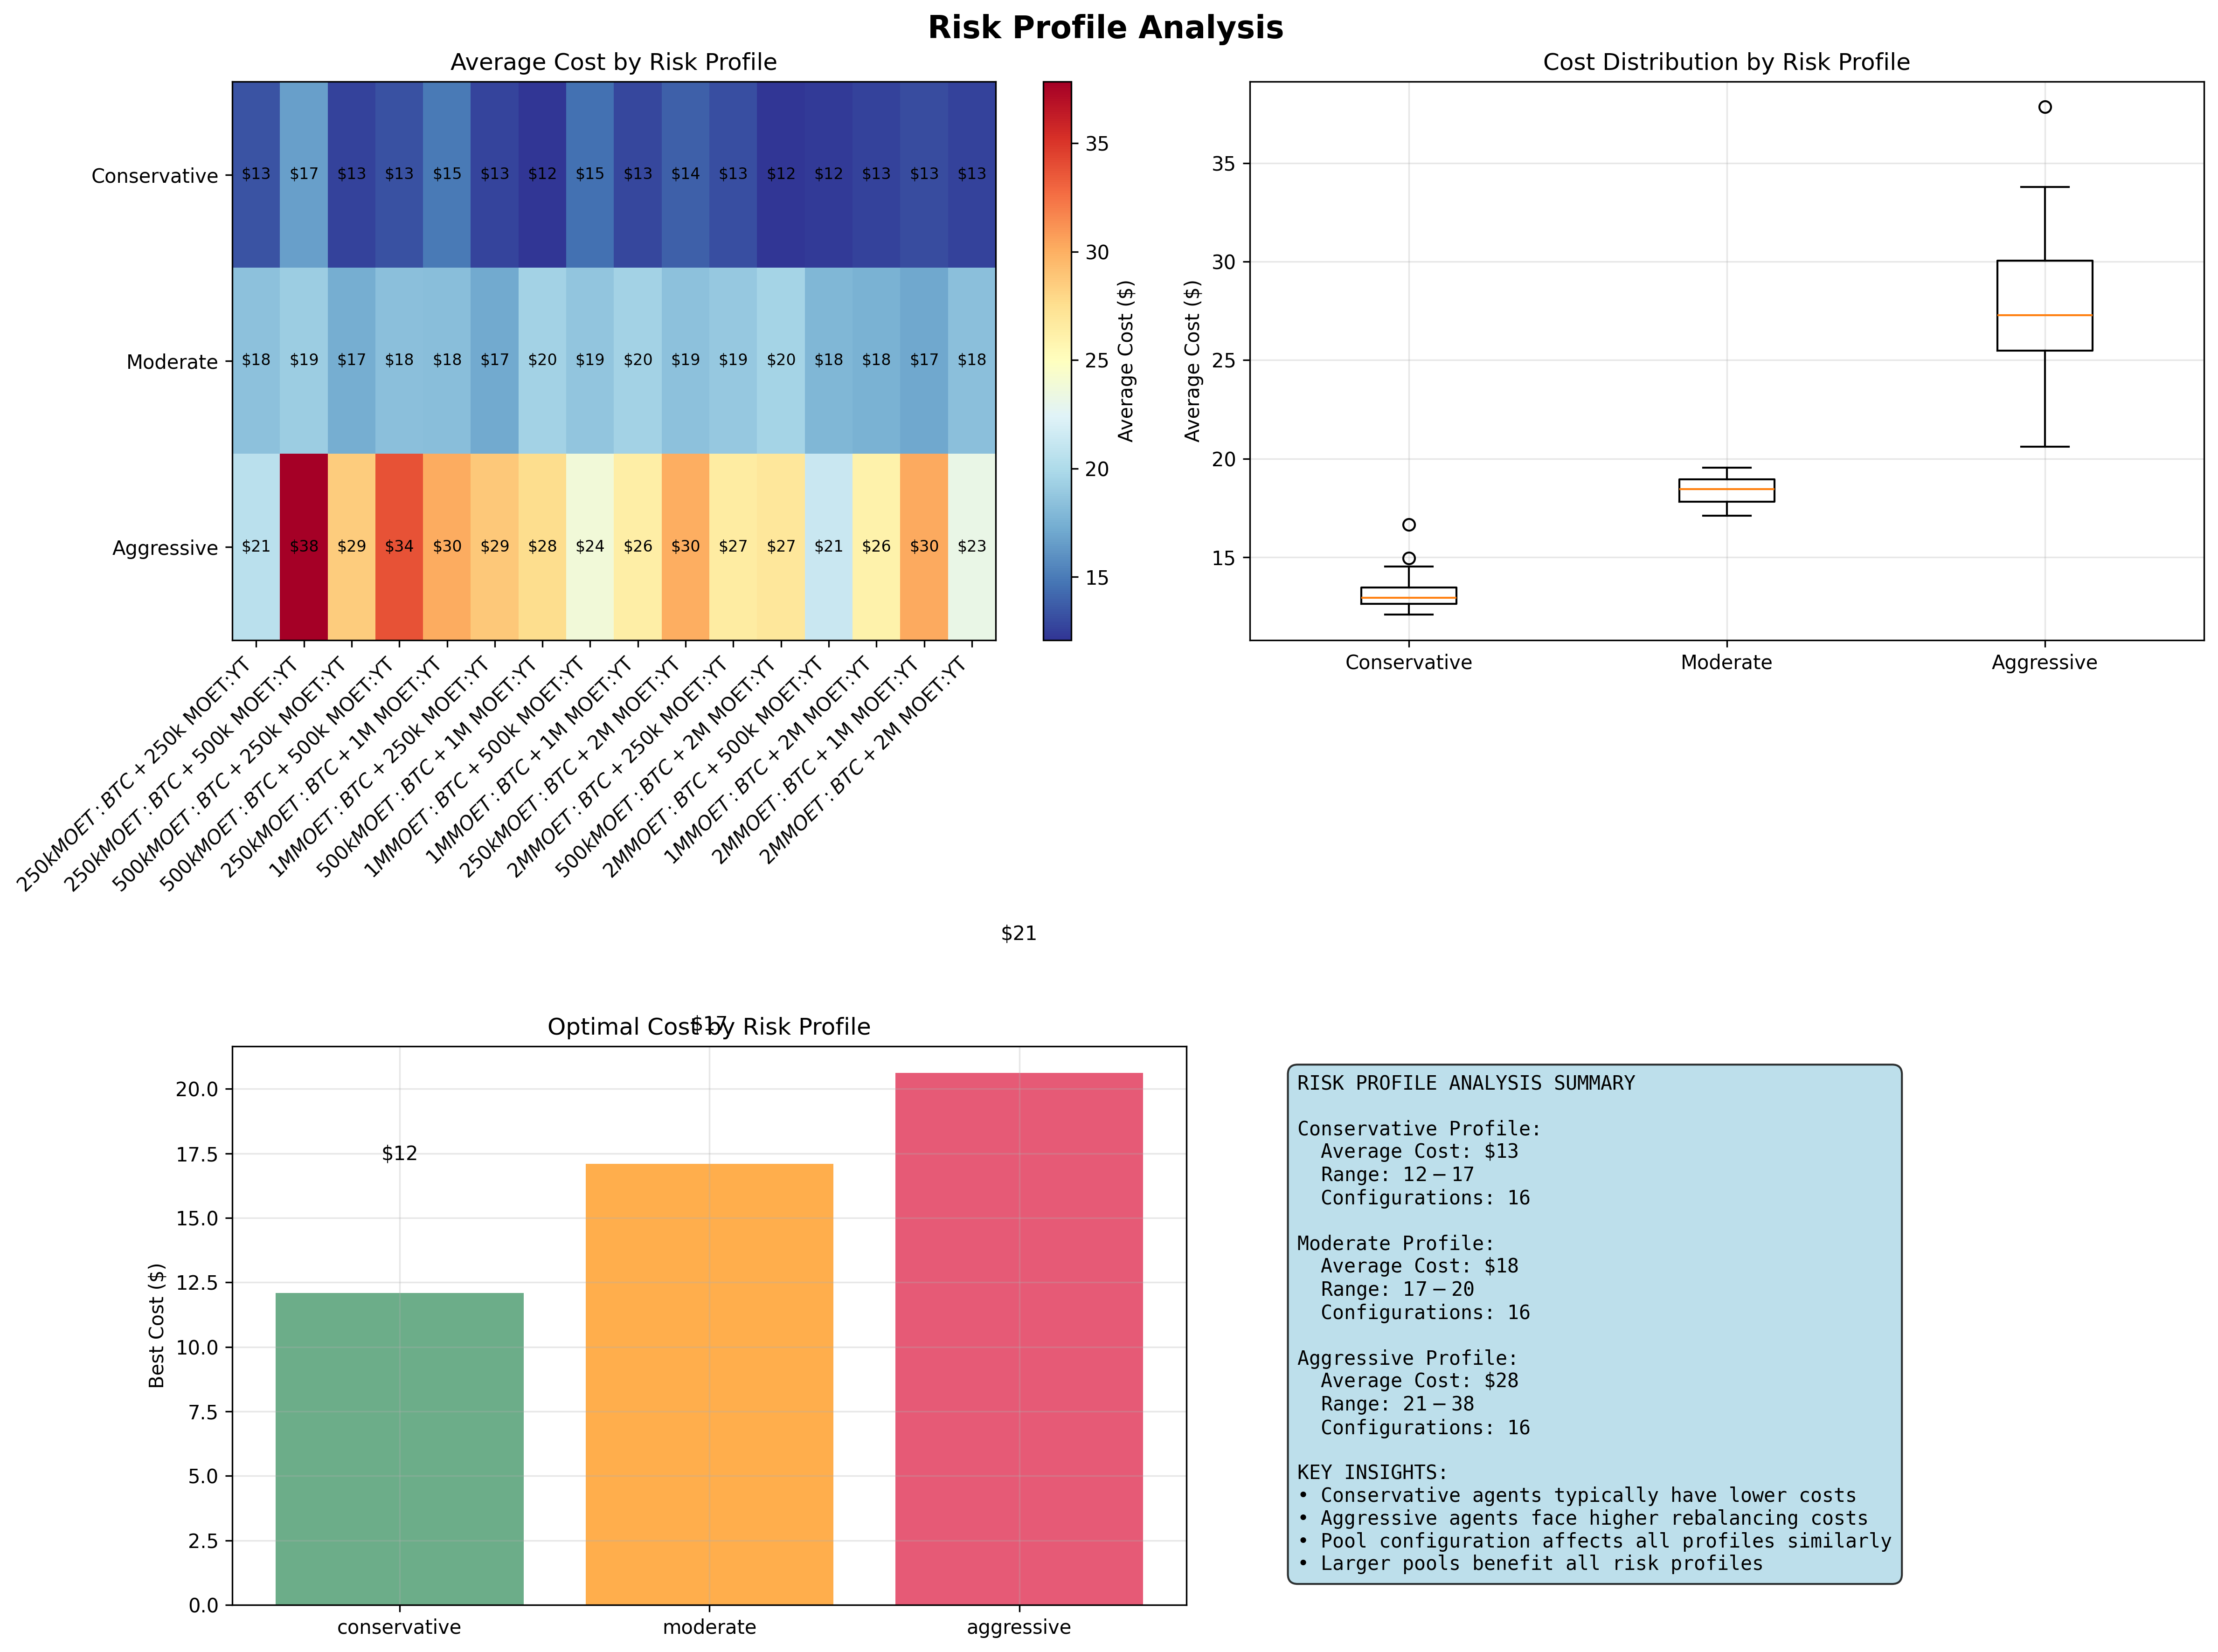 Risk Profile Analysis
Average Cost by Risk Profile
Conservative
Moderate
Aggressive
$13 $17 $13 $13 $15 $13 $12 $15 $13 $14 $13 $12 $12 $13 $13 $13
$18 $19 $17 $18 $18 $17 $20 $19 $20 $19 $19 $20 $18 $18 $17 $18
$21 $38 $29 $34 $30 $29 $28 $24 $26 $30 $27 $27 $21 $26 $30 $23
250kMOET:BTC + 250k MOET:YT
250kMOET:BTC + 500k MOET:YT
500kMOET:BTC + 250k MOET:YT
500kMOET:BTC + 500k MOET:YT
250kMOET:BTC + 1M MOET:YT
1MMOET:BTC + 250k MOET:YT
500kMOET:BTC + 1M MOET:YT
1MMOET:BTC + 500k MOET:YT
1MMOET:BTC + 1M MOET:YT
250kMOET:BTC + 2M MOET:YT
2MMOET:BTC + 250k MOET:YT
500kMOET:BTC + 2M MOET:YT
2MMOET:BTC + 500k MOET:YT
1MMOET:BTC + 2M MOET:YT
2MMOET:BTC + 1M MOET:YT
2MMOET:BTC + 2M MOET:YT
35
30
25
20
15
Average Cost ($)
Cost Distribution by Risk Profile
Average Cost ($)
35
30
25
20
15
Conservative
Moderate
Aggressive
Optimal Cost by Risk Profile
$12
$17
$21
Best Cost ($)
20.0
17.5
15.0
12.5
10.0
7.5
5.0
2.5
0.0
conservative
moderate
aggressive
RISK PROFILE ANALYSIS SUMMARY
Conservative Profile:
Average Cost: $13
Range: 12 – 17
Configurations: 16
Moderate Profile:
Average Cost: $18
Range: 17 – 20
Configurations: 16
Aggressive Profile:
Average Cost: $28
Range: 21 – 38
Configurations: 16
KEY INSIGHTS:
• Conservative agents typically have lower costs
• Aggressive agents face higher rebalancing costs
• Pool configuration affects all profiles similarly
• Larger pools benefit all risk profiles